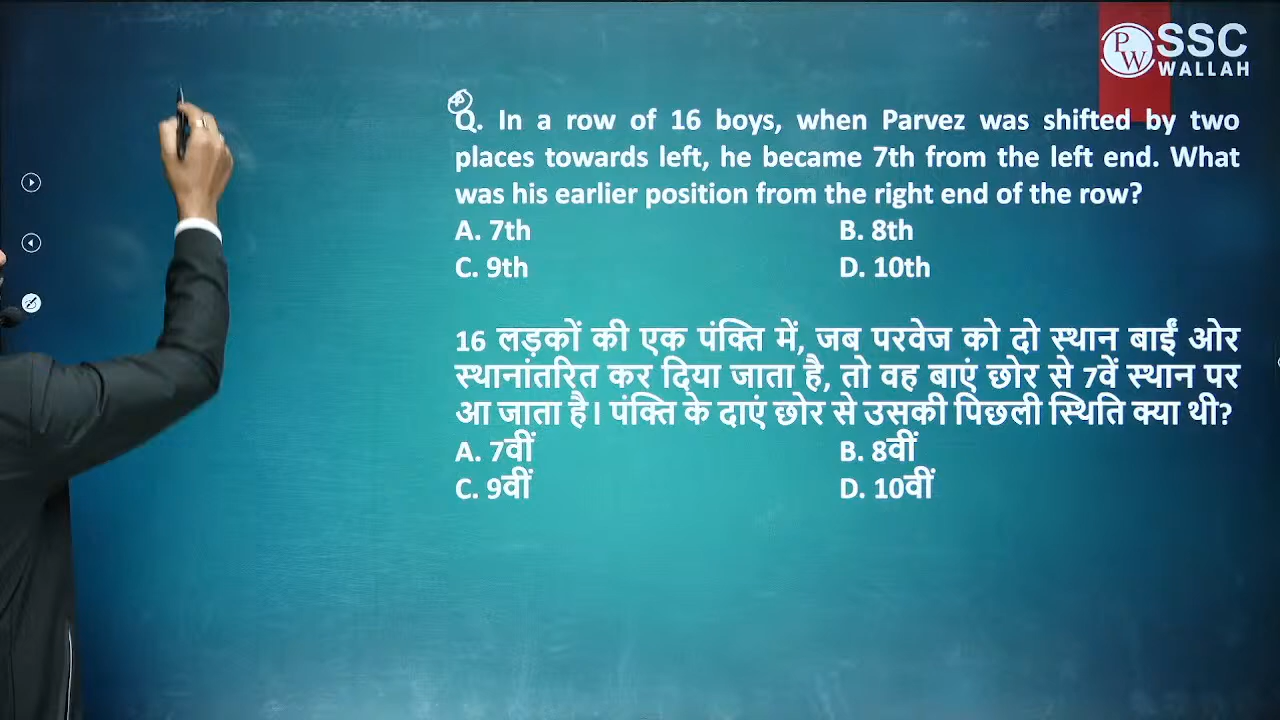 PW SSC
WALLAH
Q. In a row of 16 boys, when Parvez was shifted by two
places towards left, he became 7th from the left end. What
was his earlier position from the right end of the row?
A. 7th B. 8th
C. 9th D. 10th
16 लड़कों की एक पंक्ति में, जब परवेज को दो स्थान बाईं ओर
स्थानांतरित कर दिया जाता है, तो वह बाएं छोर से 7वें स्थान पर
आ जाता है। पंक्ति के दाएं छोर से उसकी पिछली स्थिति क्या थी?
A. 7वीं B. 8वीं
C. 9वीं D. 10वीं